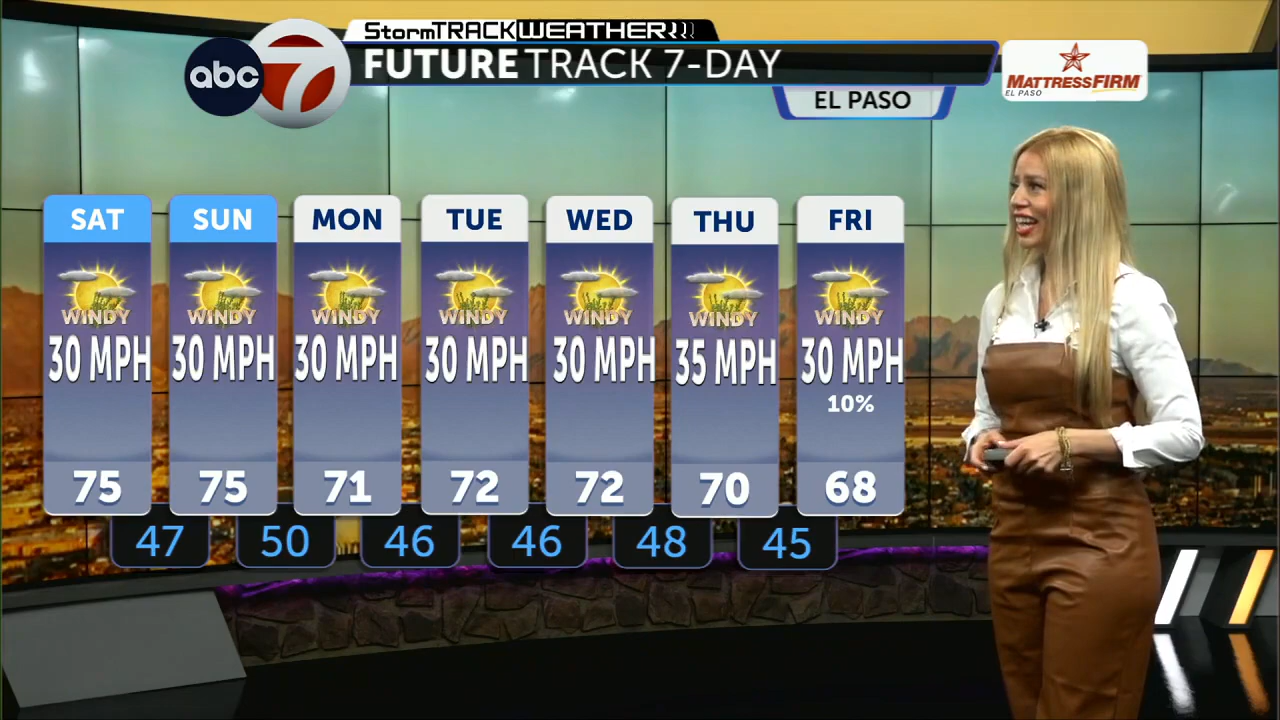 StormTRACKWEATHER
abc 7
FUTURETRACK 7-DAY
EL PASO
MATTRESSFIRM
EL PASO
SAT SUN MON TUE WED THU FRI
WINDY WINDY WINDY WINDY WINDY WINDY WINDY
30 MPH 30 MPH 30 MPH 30 MPH 30 MPH 35 MPH 30 MPH
10%
75 75 71 72 72 70 68
47 50 46 46 48 45